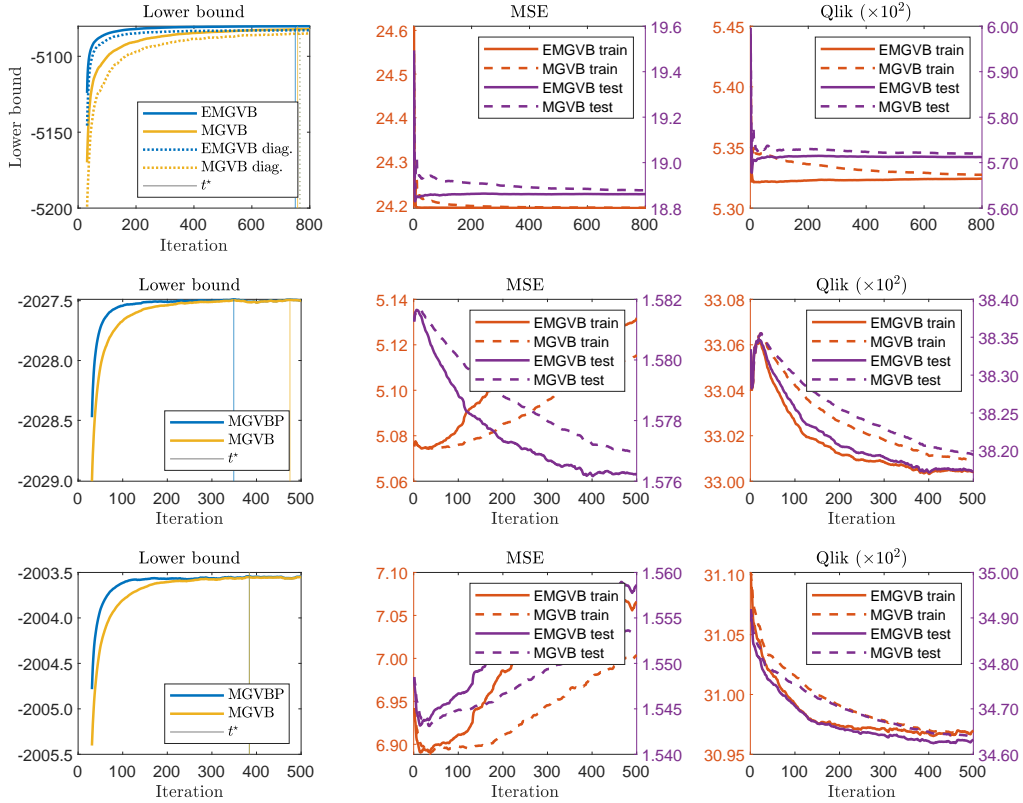 Lower bound
Lower bound
-5100
-5150
-5200
EMGVB
MGVB
EMGVB diag.
MGVB diag.
t⋆
0 200 400 600 800
Iteration
MSE
24.6
24.5
24.4
24.3
24.2
19.6
19.4
19.2
19.0
18.8
EMGVB train
MGVB train
EMGVB test
MGVB test
0 200 400 600 800
Qlik (×10²)
5.45
5.40
5.35
5.30
6.00
5.90
5.80
5.70
5.60
EMGVB train
MGVB train
EMGVB test
MGVB test
0 200 400 600 800
Lower bound
-2027.5
-2028.0
-2028.5
-2029.0
MGVBP
MGVB
t⋆
0 100 200 300 400 500
Iteration
MSE
5.14
5.12
5.10
5.08
5.06
1.582
1.580
1.578
1.576
EMGVB train
MGVB train
EMGVB test
MGVB test
0 100 200 300 400 500
Iteration
Qlik (×10²)
33.08
33.06
33.04
33.02
33.00
38.40
38.35
38.30
38.25
38.20
EMGVB train
MGVB train
EMGVB test
MGVB test
0 100 200 300 400 500
Iteration
Lower bound
-2003.5
-2004.0
-2004.5
-2005.0
-2005.5
MGVBP
MGVB
t⋆
0 100 200 300 400 500
Iteration
MSE
7.10
7.05
7.00
6.95
6.90
1.560
1.555
1.550
1.545
1.540
EMGVB train
MGVB train
EMGVB test
MGVB test
0 100 200 300 400 500
Iteration
Qlik (×10²)
31.10
31.05
31.00
30.95
35.00
34.90
34.80
34.70
34.60
EMGVB train
MGVB train
EMGVB test
MGVB test
0 100 200 300 400 500
Iteration